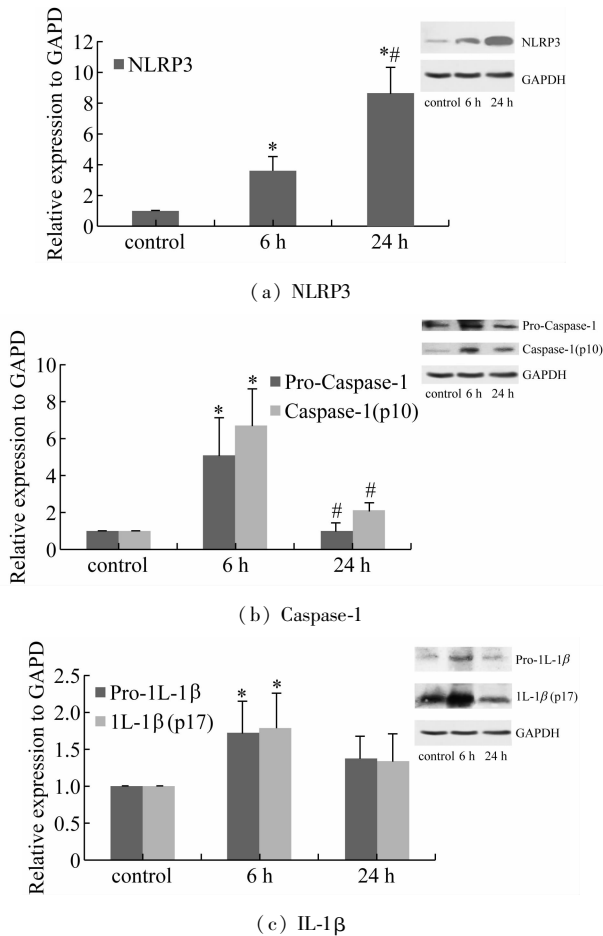 Relative expression to GAPD
12
10
8
6
4
2
0
NLRP3
*
*#
control
6 h
24 h
NLRP3
GAPDH
control 6 h 24 h
(a) NLRP3
Relative expression to GAPD
10
8
6
4
2
0
Pro-Caspase-1
Caspase-1(p10)
*
*
#
#
control
6 h
24 h
Pro-Caspase-1
Caspase-1(p10)
GAPDH
control 6 h 24 h
(b) Caspase-1
Relative expression to GAPD
2.5
2.0
1.5
1.0
0.5
0
Pro-1L-1β
1L-1β(p17)
*
*
control
6 h
24 h
Pro-1L-1β
1L-1β(p17)
GAPDH
control 6 h 24 h
(c) IL-1β